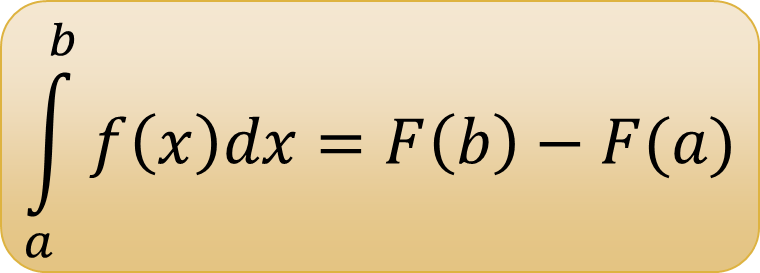 ∫_a^b f(x)dx = F(b) − F(a)